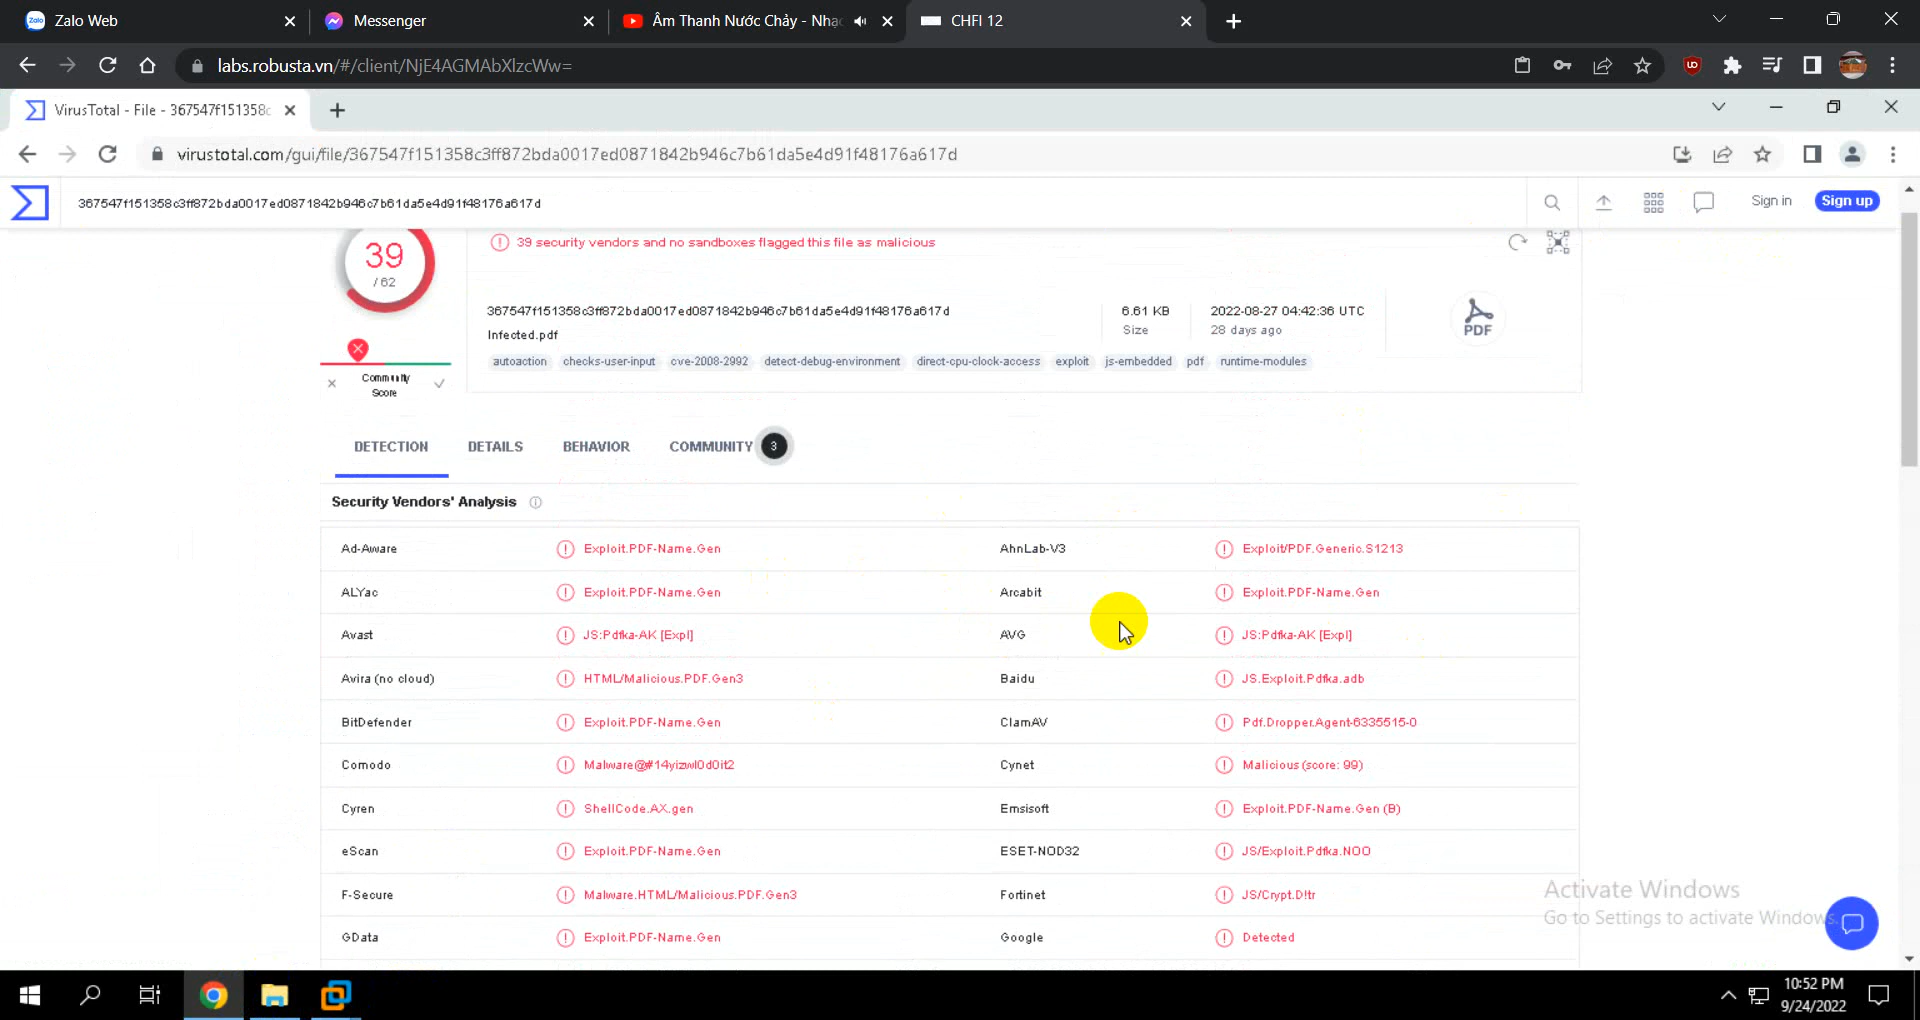 Zalo Web
Messenger
Âm Thanh Nước Chảy - Nhạc
CHFI 12
labs.robusta.vn/#/client/NjE4AGMAbXlzcWw=
VirusTotal - File - 367547f151358c
virustotal.com/gui/file/367547f151358c3ff872bda0017ed0871842b946c7b61da5e4d91f48176a617d
367547f151358c3ff872bda0017ed0871842b946c7b61da5e4d91f48176a617d
Sign in
Sign up
39
/ 62
39 security vendors and no sandboxes flagged this file as malicious
367547f151358c3ff872bda0017ed0871842b946c7b61da5e4d91f48176a617d
Infected.pdf
6.61 KB
Size
2022-08-27 04:42:36 UTC
28 days ago
PDF
Community
Score
autoaction checks-user-input cve-2008-2992 detect-debug-environment direct-cpu-clock-access exploit js-embedded pdf runtime-modules
DETECTION DETAILS BEHAVIOR COMMUNITY 3
Security Vendors' Analysis
Ad-Aware Exploit.PDF-Name.Gen AhnLab-V3 Exploit/PDF.Generic.S1213
ALYac Exploit.PDF-Name.Gen Arcabit Exploit.PDF-Name.Gen
Avast JS:Pdfka-AK [Expl] AVG JS:Pdfka-AK [Expl]
Avira (no cloud) HTML/Malicious.PDF.Gen3 Baidu JS.Exploit.Pdfka.adb
BitDefender Exploit.PDF-Name.Gen ClamAV Pdf.Dropper.Agent-6335515-0
Comodo Malware@#14yizwl0d0it2 Cynet Malicious (score: 99)
Cyren ShellCode.AX.gen Emsisoft Exploit.PDF-Name.Gen (B)
eScan Exploit.PDF-Name.Gen ESET-NOD32 JS/Exploit.Pdfka.NOO
F-Secure Malware.HTML/Malicious.PDF.Gen3 Fortinet JS/Crypt.D!tr
GData Exploit.PDF-Name.Gen Google Detected
Activate Windows
Go to Settings to activate Windows.
10:52 PM
9/24/2022